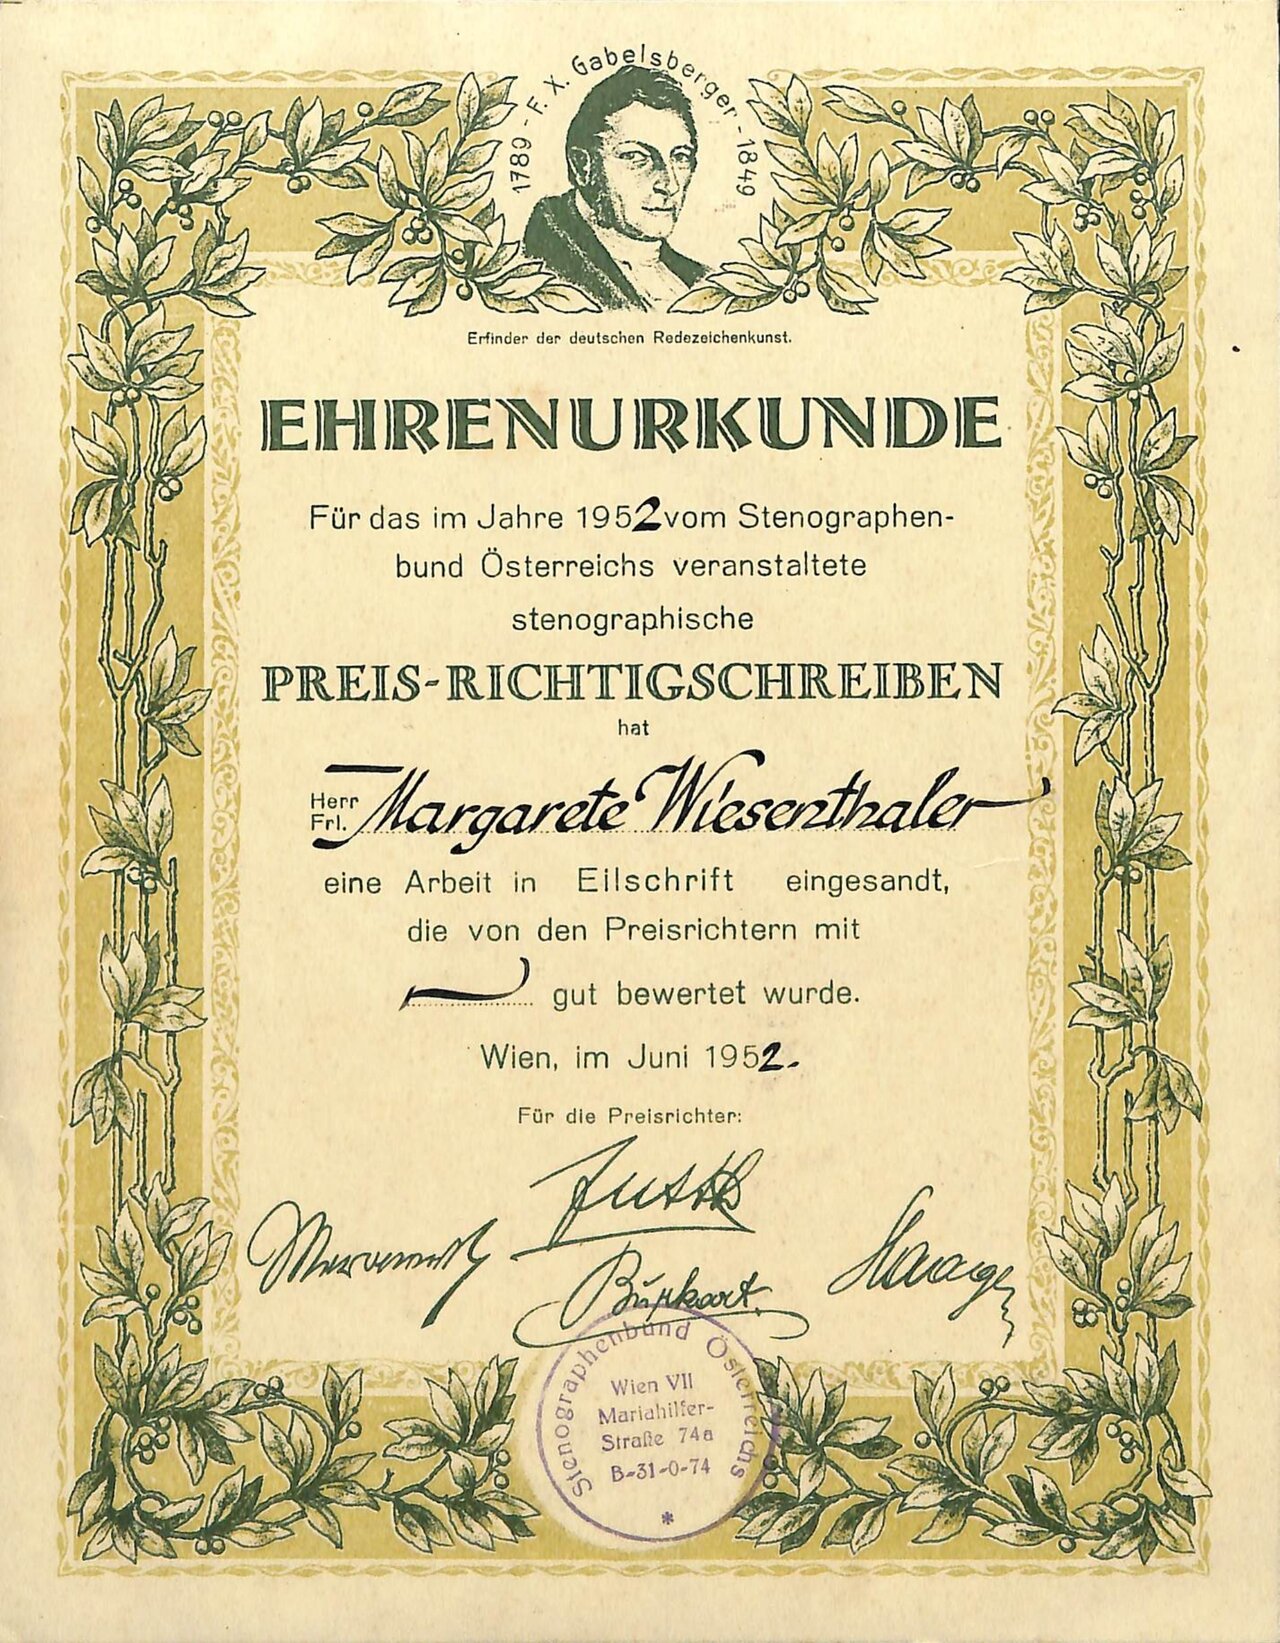 1789 - F. X. Gabelsberger - 1849
Erfinder der deutschen Redezeichenkunst.
EHRENURKUNDE
Für das im Jahre 1952 vom Stenographen-
bund Österreichs veranstaltete
stenographische
PREIS-RICHTIGSCHREIBEN
hat
Herr
Frl. Margarete Wiesenthaler
eine Arbeit in Eilschrift eingesandt,
die von den Preisrichtern mit
gut bewertet wurde.
Wien, im Juni 1952.
Für die Preisrichter:
Burkart.
Stenographenbund Österreichs
Wien VII
Mariahilfer-
Straße 74a
B-31-0-74
*